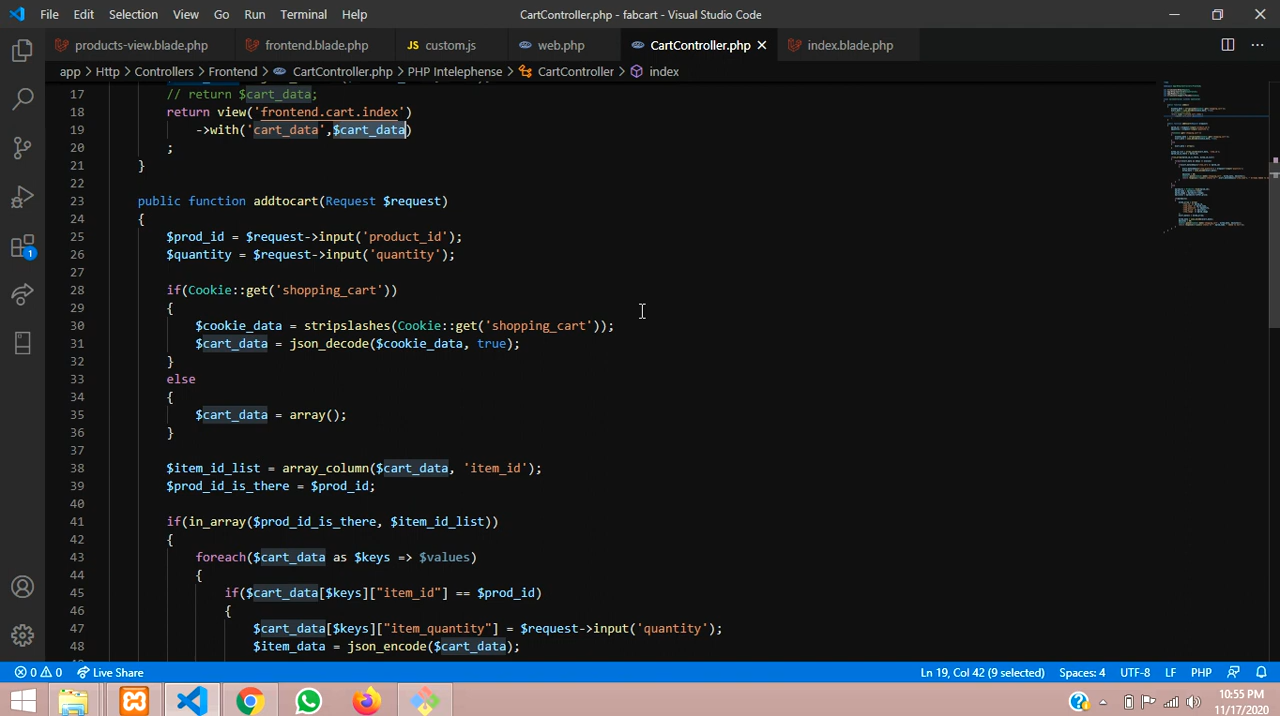 File Edit Selection View Go Run Terminal Help CartController.php - fabcart - Visual Studio Code
products-view.blade.php frontend.blade.php JS custom.js web.php CartController.php index.blade.php
app > Http > Controllers > Frontend > CartController.php > PHP Intelephense > CartController > index
17 // return $cart_data;
18 return view('frontend.cart.index')
19 ->with('cart_data',$cart_data)
20 ;
21 }
22
23 public function addtocart(Request $request)
24 {
25 $prod_id = $request->input('product_id');
26 $quantity = $request->input('quantity');
27
28 if(Cookie::get('shopping_cart'))
29 {
30 $cookie_data = stripslashes(Cookie::get('shopping_cart'));
31 $cart_data = json_decode($cookie_data, true);
32 }
33 else
34 {
35 $cart_data = array();
36 }
37
38 $item_id_list = array_column($cart_data, 'item_id');
39 $prod_id_is_there = $prod_id;
40
41 if(in_array($prod_id_is_there, $item_id_list))
42 {
43 foreach($cart_data as $keys => $values)
44 {
45 if($cart_data[$keys]["item_id"] == $prod_id)
46 {
47 $cart_data[$keys]["item_quantity"] = $request->input('quantity');
48 $item_data = json_encode($cart_data);
1
0 0 Live Share Ln 19, Col 42 (9 selected) Spaces: 4 UTF-8 LF PHP
10:55 PM
11/17/2020